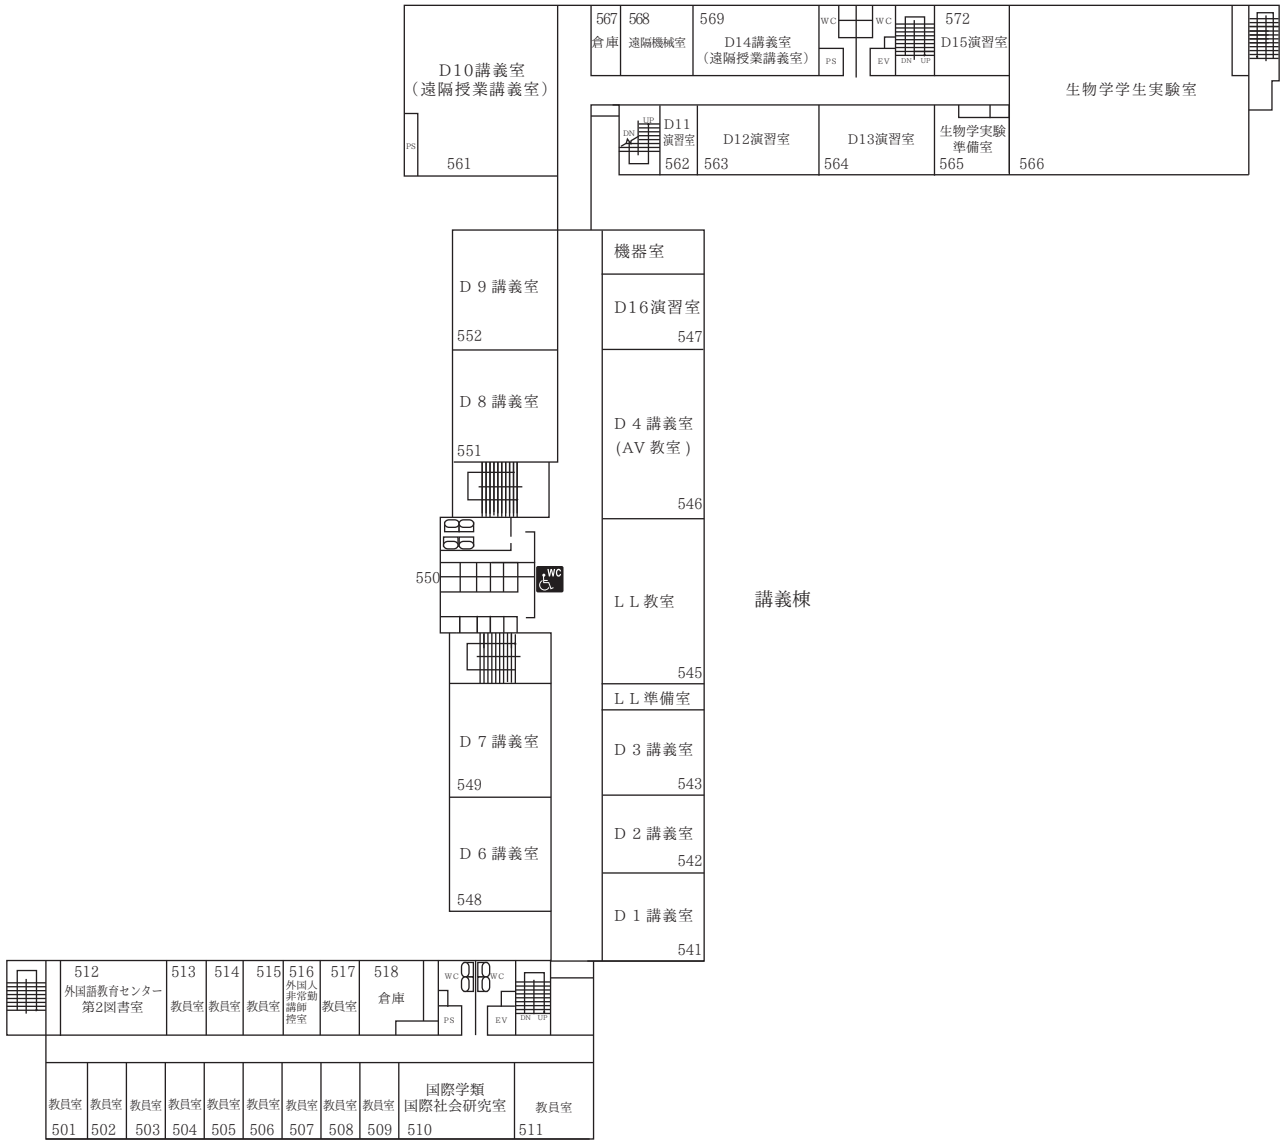 567
568
569
WC
WC
572
倉庫
遠隔機械室
D14講義室
(遠隔授業講義室)
PS
EV
DN
UP
D15演習室
D10講義室
(遠隔授業講義室)
PS
561
生物学学生実験室
566
UP
DN
D11
演習室
562
D12演習室
563
D13演習室
564
生物学実験
準備室
565
機器室
D 9 講義室
552
D16演習室
547
D 8 講義室
551
D 4 講義室
(AV 教室 )
546
550
WC
LL教室
545
講義棟
LL準備室
D 7 講義室
549
D 3 講義室
543
D 6 講義室
548
D 2 講義室
542
D 1 講義室
541
512
外国語教育センター
第2図書室
513
教員室
514
教員室
515
教員室
516
外国人
非常勤
講師
控室
517
教員室
518
倉庫
WC
WC
PS
EV
DN
UP
教員室
501
教員室
502
教員室
503
教員室
504
教員室
505
教員室
506
教員室
507
教員室
508
教員室
509
国際学類
国際社会研究室
510
教員室
511